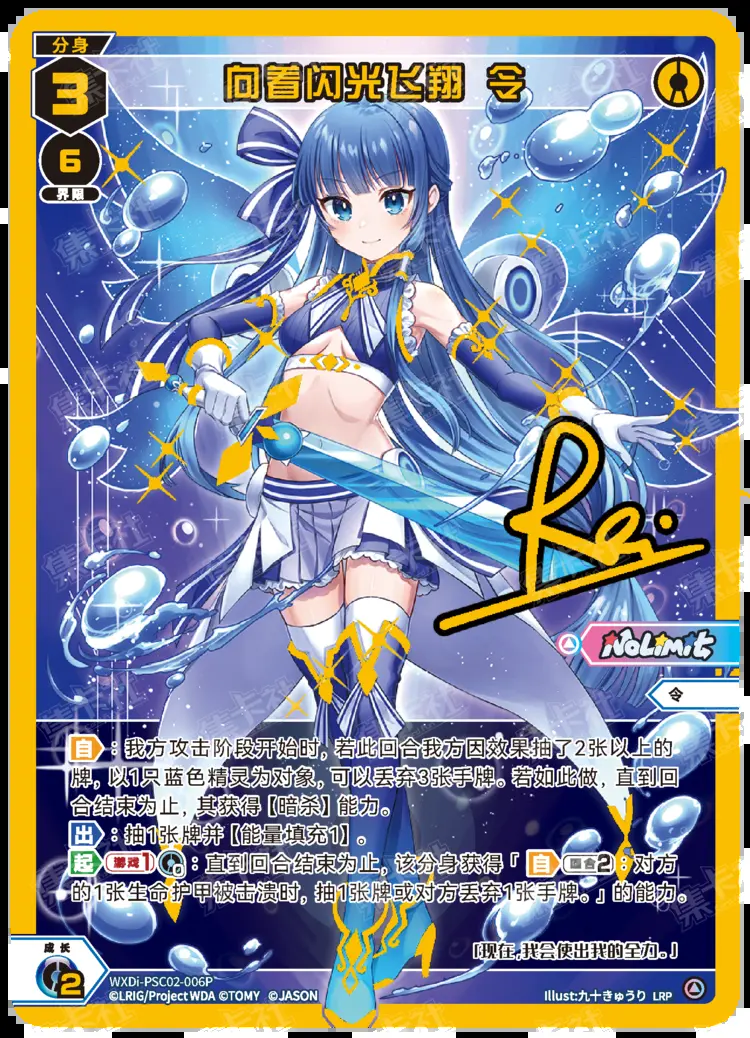 分身
3
向着闪光飞翔 令
6
界限
Rei
NoLimit
令
自：我方攻击阶段开始时，若此回合我方因效果抽了2张以上的
牌，以1只蓝色精灵为对象，可以丢弃3张手牌。若如此做，直到回
合结束为止，其获得【暗杀】能力。
出：抽1张牌并【能量填充1】。
起 游戏1 0：直到回合结束为止，该分身获得「自 回合2：对方
的1张生命护甲被击溃时，抽1张牌或对方丢弃1张手牌。」的能力。
「现在，我会使出我的全力。」
成长
2
WXDi-PSC02-006P
©LRIG/Project WDA ©TOMY ©JASON
Illust:九十きゅうり LRP
集卡社